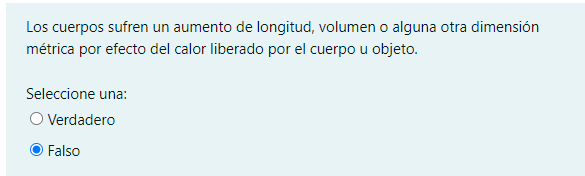 Los cuerpos sufren un aumento de longitud, volumen o alguna otra dimensión
métrica por efecto del calor liberado por el cuerpo u objeto.
Seleccione una:
Verdadero
Falso